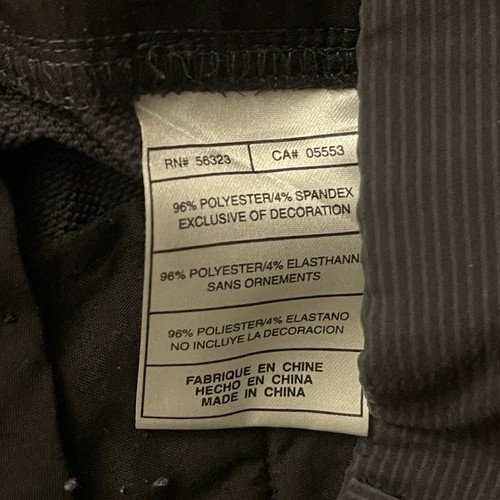 RN# 56323 CA# 05553
96% POLYESTER/4% SPANDEX
EXCLUSIVE OF DECORATION
96% POLYESTER/4% ELASTHANN
SANS ORNEMENTS
96% POLIESTER/4% ELASTANO
NO INCLUYE LA DECORACION
FABRIQUE EN CHINE
HECHO EN CHINA
MADE IN CHINA